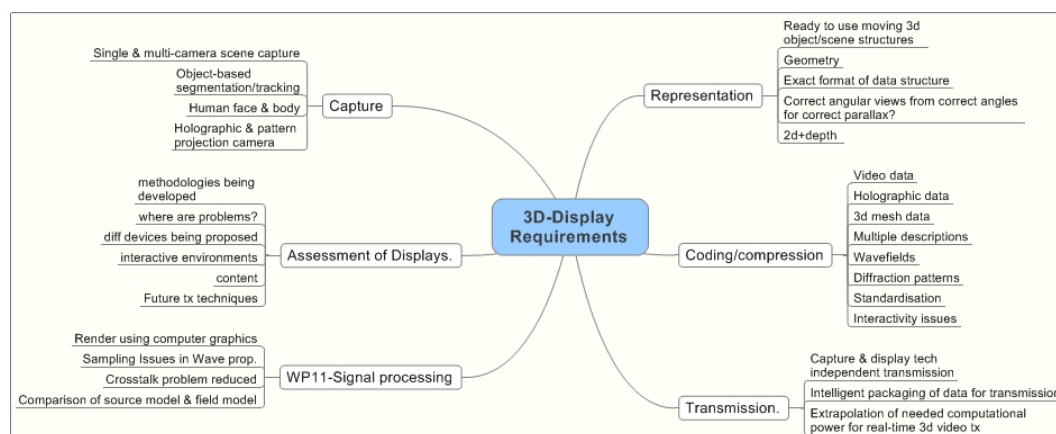 Single & multi-camera scene capture
Object-based
segmentation/tracking
Human face & body
Holographic & pattern
projection camera
Capture
methodologies being
developed
where are problems?
diff devices being proposed
interactive environments
content
Future tx techniques
Assessment of Displays.
Render using computer graphics
Sampling Issues in Wave prop.
Crosstalk problem reduced
Comparison of source model & field model
WP11-Signal processing
3D-Display
Requirements
Representation
Ready to use moving 3d
object/scene structures
Geometry
Exact format of data structure
Correct angular views from correct angles
for correct parallax?
2d+depth
Coding/compression
Video data
Holographic data
3d mesh data
Multiple descriptions
Wavefields
Diffraction patterns
Standardisation
Interactivity issues
Transmission.
Capture & display tech
independent transmission
Intelligent packaging of data for transmission
Extrapolation of needed computational
power for real-time 3d video tx